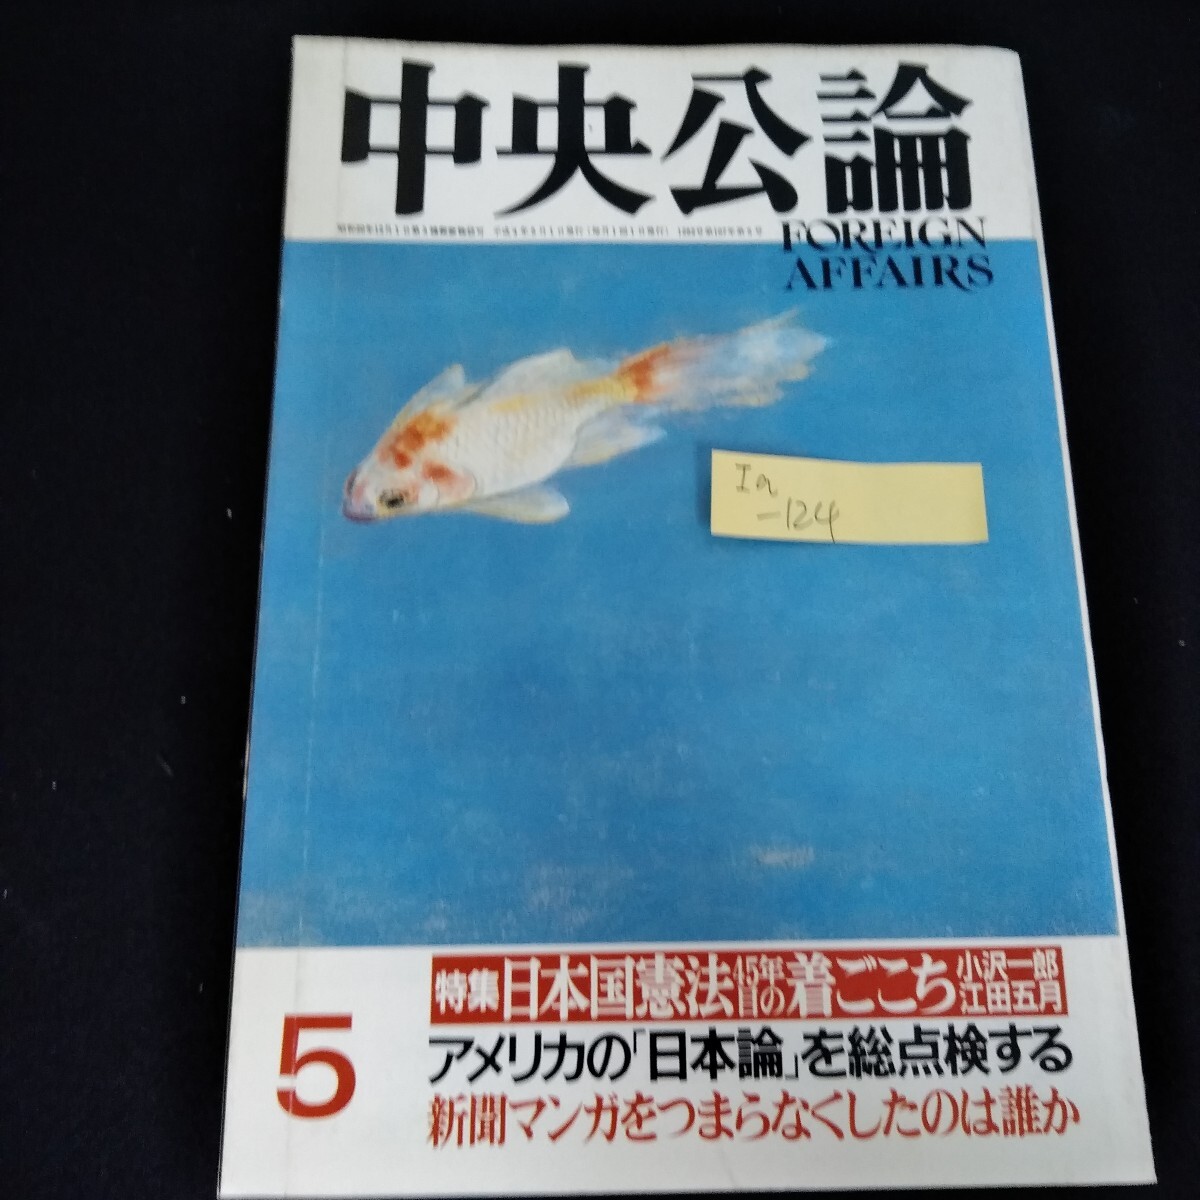 中央公論
FOREIGN
AFFAIRS
Ia
-124
特集 日本国憲法45年目の着ごこち 小沢一郎 江田五月
5
アメリカの「日本論」を総点検する
新聞マンガをつまらなくしたのは誰か